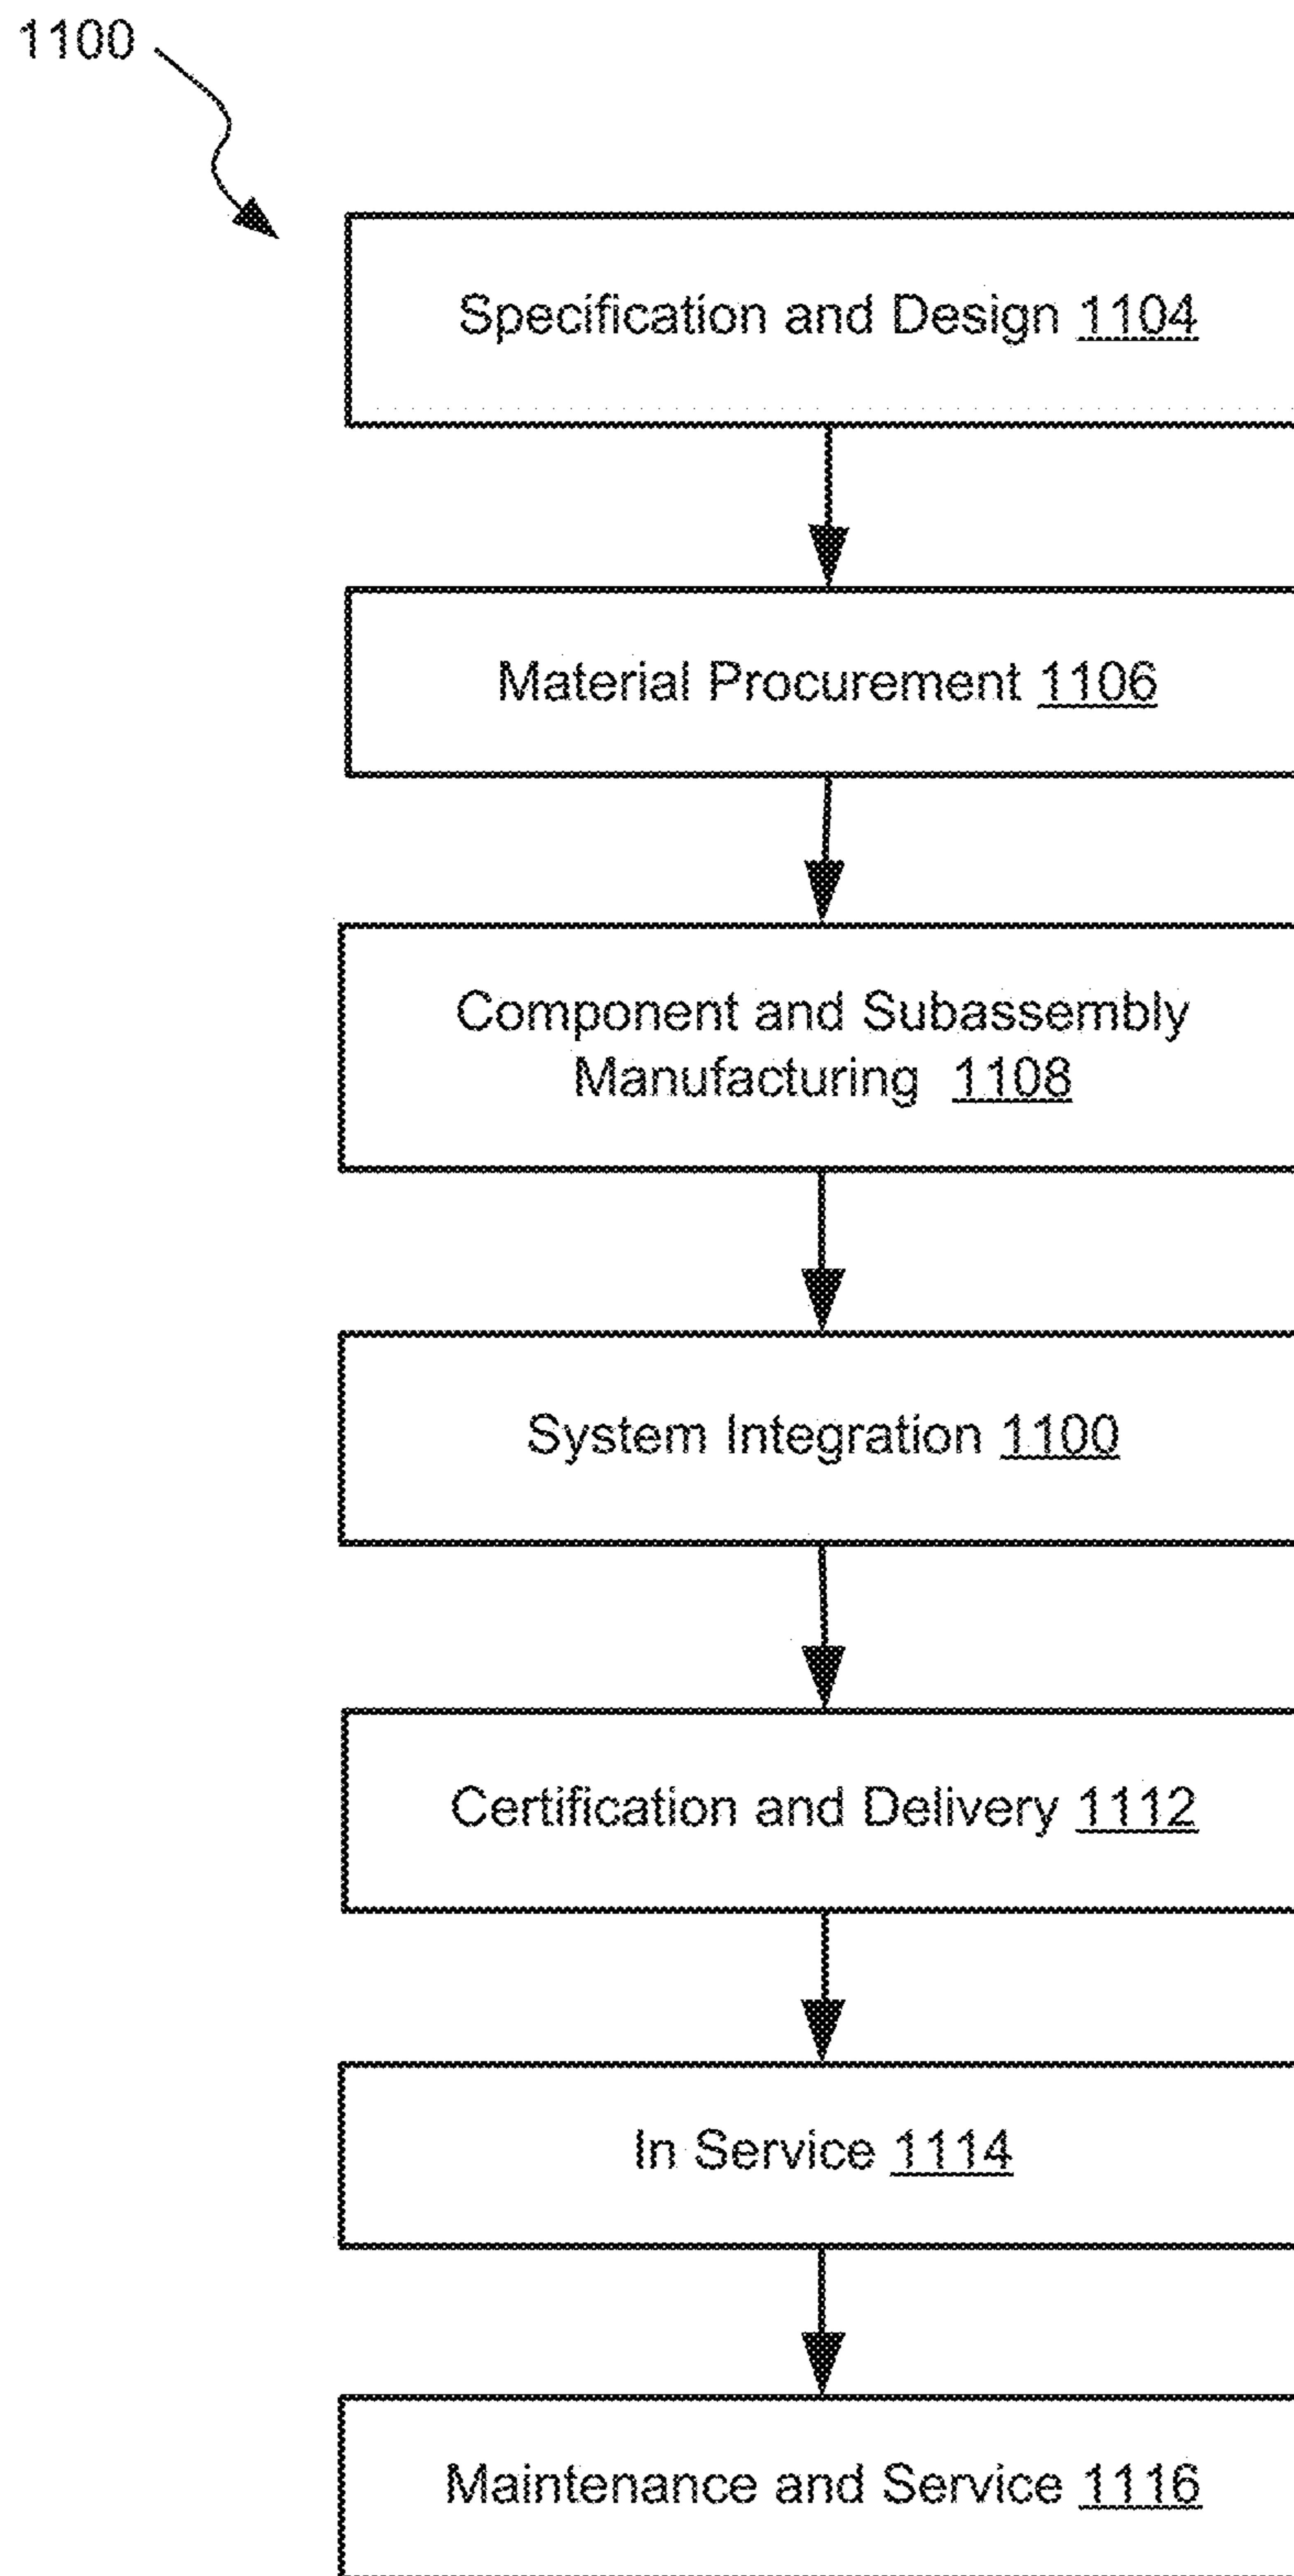 1100
Specification and Design 1104
Material Procurement 1106
Component and Subassembly
Manufacturing 1108
System Integration 1100
Certification and Delivery 1112
In Service 1114
Maintenance and Service 1116